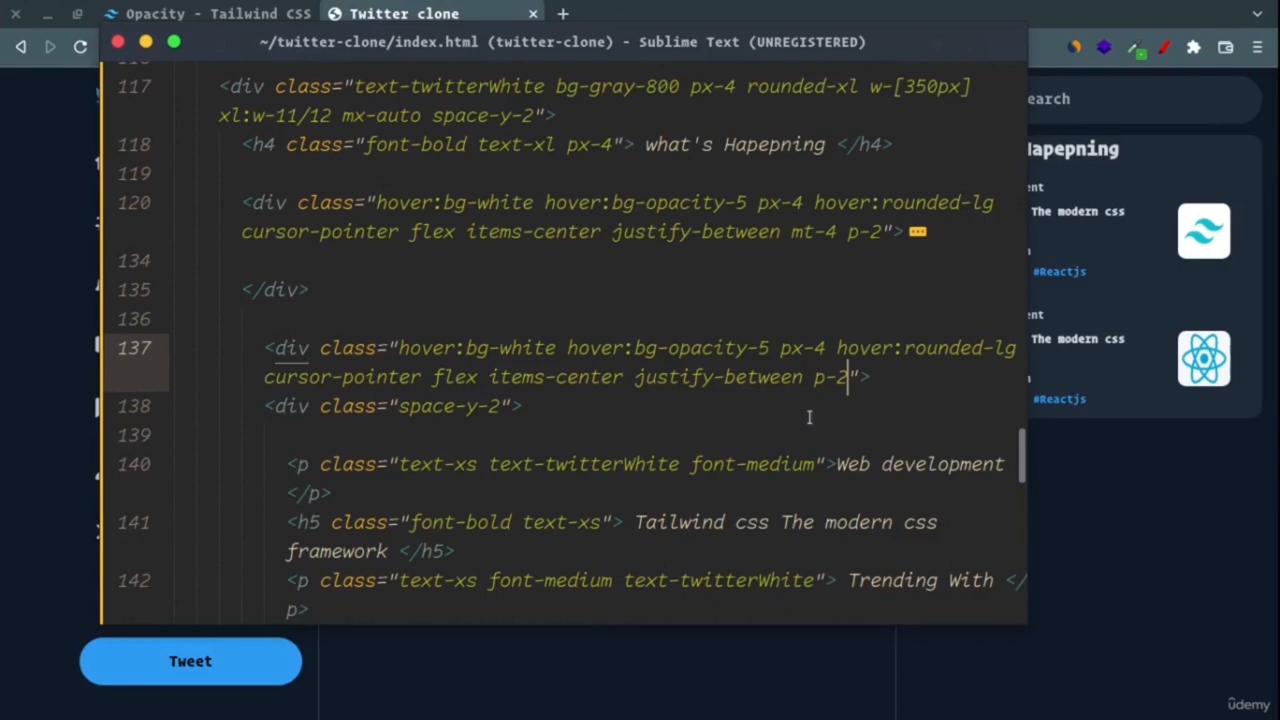 Opacity - Tailwind CSS
Twitter clone
~/twitter-clone/index.html (twitter-clone) - Sublime Text (UNREGISTERED)
117 <div class="text-twitterWhite bg-gray-800 px-4 rounded-xl w-[350px]
xl:w-11/12 mx-auto space-y-2">
118 <h4 class="font-bold text-xl px-4"> what's Hapepning </h4>
119
120 <div class="hover:bg-white hover:bg-opacity-5 px-4 hover:rounded-lg
cursor-pointer flex items-center justify-between mt-4 p-2">
134
135 </div>
136
137 <div class="hover:bg-white hover:bg-opacity-5 px-4 hover:rounded-lg
cursor-pointer flex items-center justify-between p-2">
138 <div class="space-y-2">
139
140 <p class="text-xs text-twitterWhite font-medium">Web development
</p>
141 <h5 class="font-bold text-xs"> Tailwind css The modern css
framework </h5>
142 <p class="text-xs font-medium text-twitterWhite"> Trending With </
p>
earch
Hapepning
ent
The modern css
#Reactjs
ent
The modern css
#Reactjs
Tweet
ûdemy